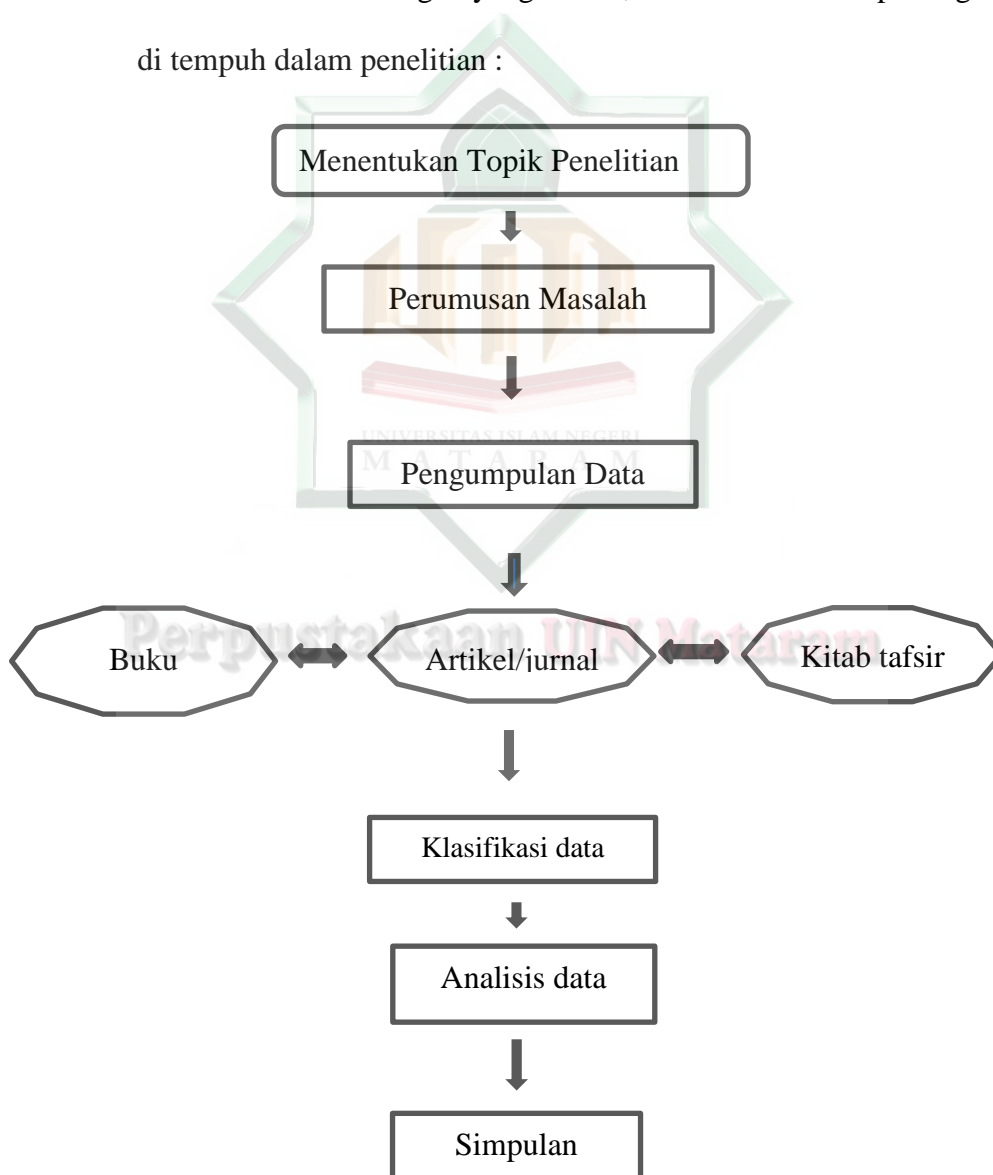 di tempuh dalam penelitian :
Menentukan Topik Penelitian
Perumusan Masalah
UNIVERSITAS ISLAM NEGERI
M A T A R A M
Pengumpulan Data
Perpustakaan UIN Mataram
Buku Artikel/jurnal Kitab tafsir
Klasifikasi data
Analisis data
Simpulan